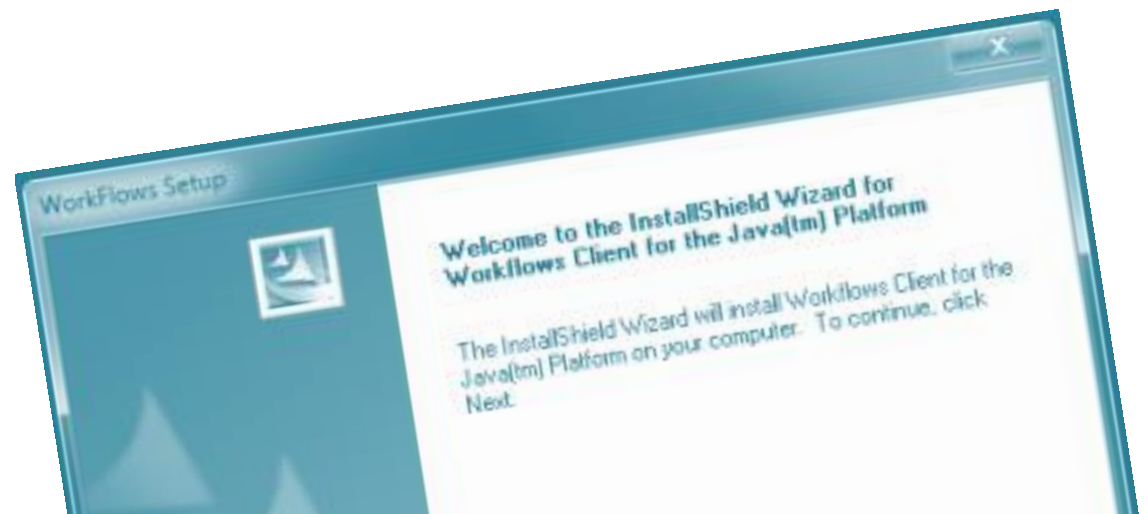 WorkFlows Setup
Welcome to the InstallShield Wizard for
Workflows Client for the Java(tm) Platform
The InstallShield Wizard will install Workflows Client for the
Java(tm) Platform on your computer. To continue, click
Next.